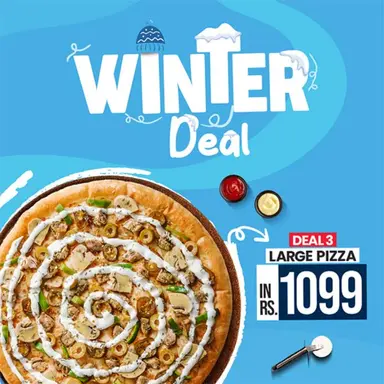 WINTER
Deal
DEAL 3
LARGE PIZZA
IN
RS.
1099